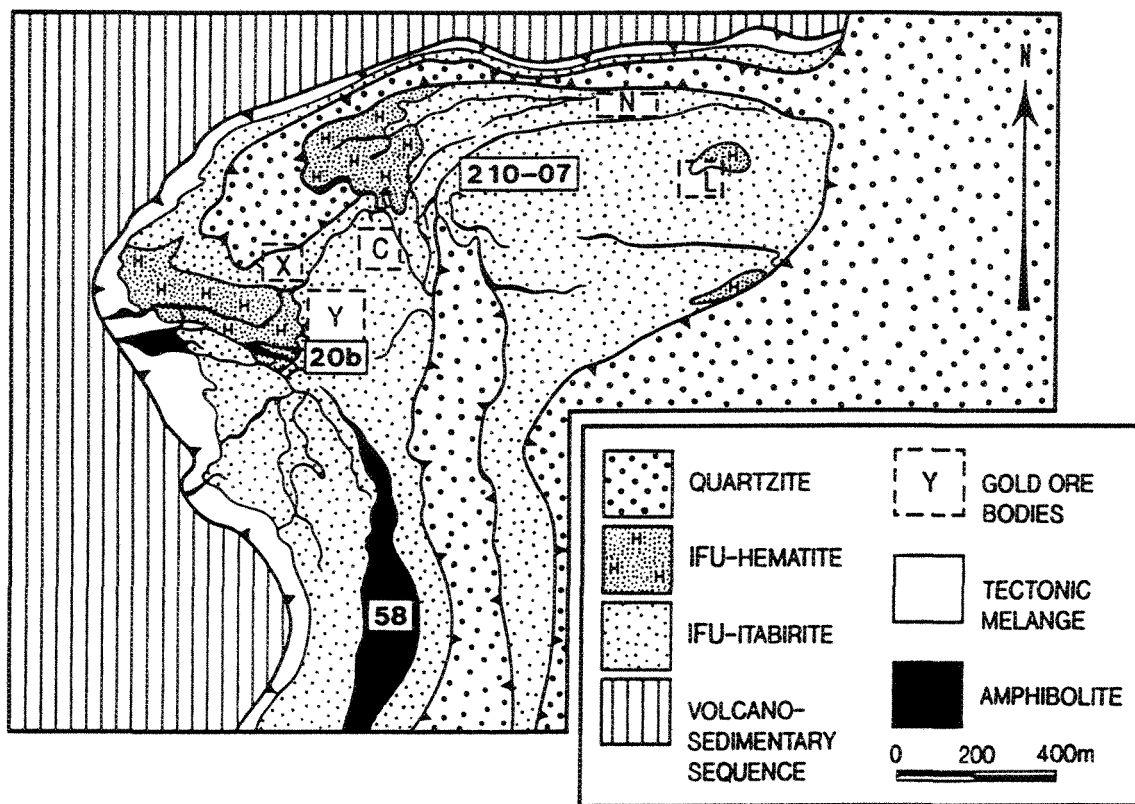 N
N
H
H
H
H
H
H
210-07
H
L
X
C
H
H
H
H
H
Y
H
H
20b
58
QUARTZITE
H
H H
IFU-HEMATITE
IFU-ITABIRITE
VOLCANO-
SEDIMENTARY
SEQUENCE
Y
GOLD ORE
BODIES
TECTONIC
MELANGE
AMPHIBOLITE
0 200 400m